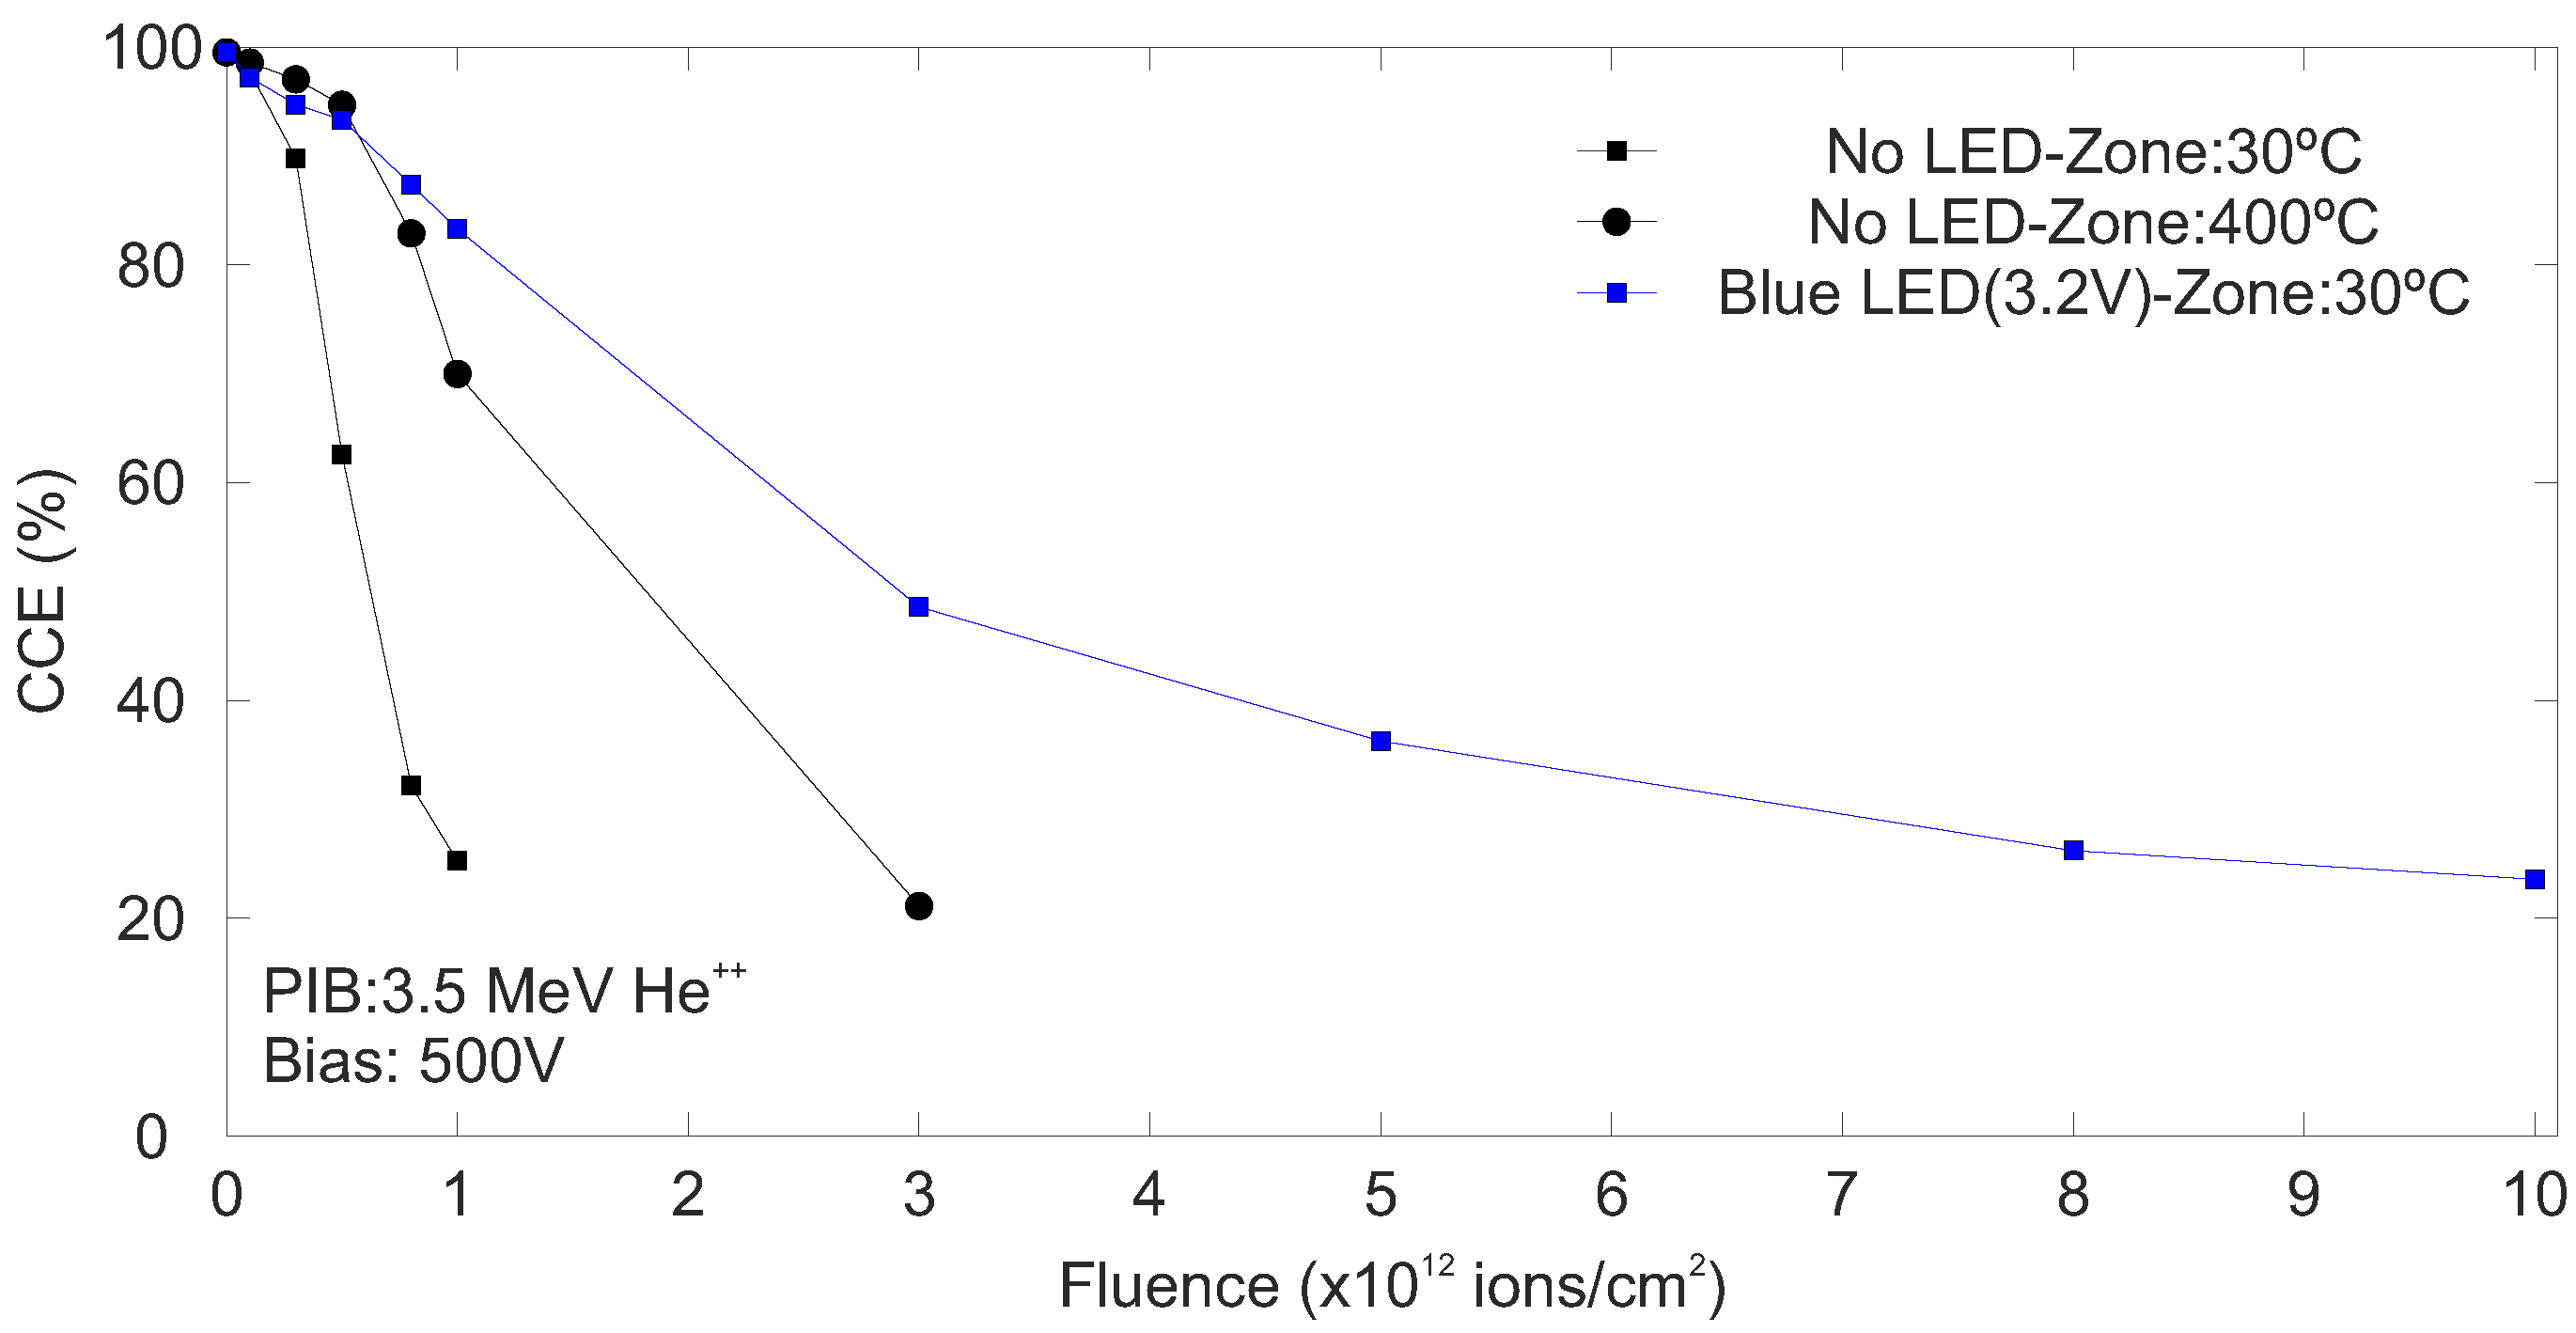 100
80
60
40
20
0
CCE (%)
No LED-Zone:30ºC
No LED-Zone:400ºC
Blue LED(3.2V)-Zone:30ºC
PIB:3.5 MeV He⁺⁺
Bias: 500V
0 1 2 3 4 5 6 7 8 9 10
Fluence (x10¹² ions/cm²)